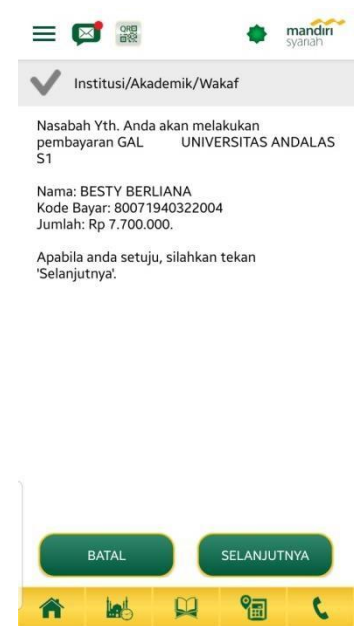 mandiri
syariah
Institusi/Akademik/Wakaf
Nasabah Yth. Anda akan melakukan
pembayaran GAL UNIVERSITAS ANDALAS
S1
Nama: BESTY BERLIANA
Kode Bayar: 80071940322004
Jumlah: Rp 7.700.000.
Apabila anda setuju, silahkan tekan
'Selanjutnya'.
BATAL
SELANJUTNYA